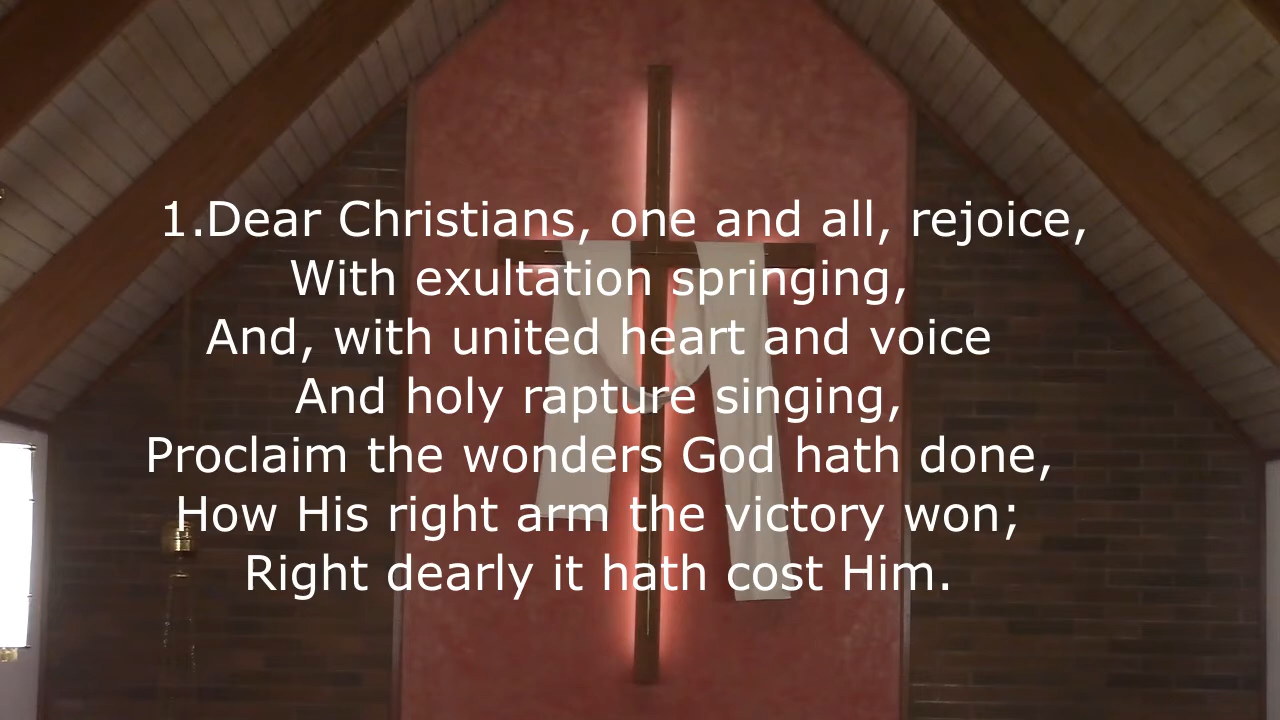 1.Dear Christians, one and all, rejoice,
With exultation springing,
And, with united heart and voice
And holy rapture singing,
Proclaim the wonders God hath done,
How His right arm the victory won;
Right dearly it hath cost Him.